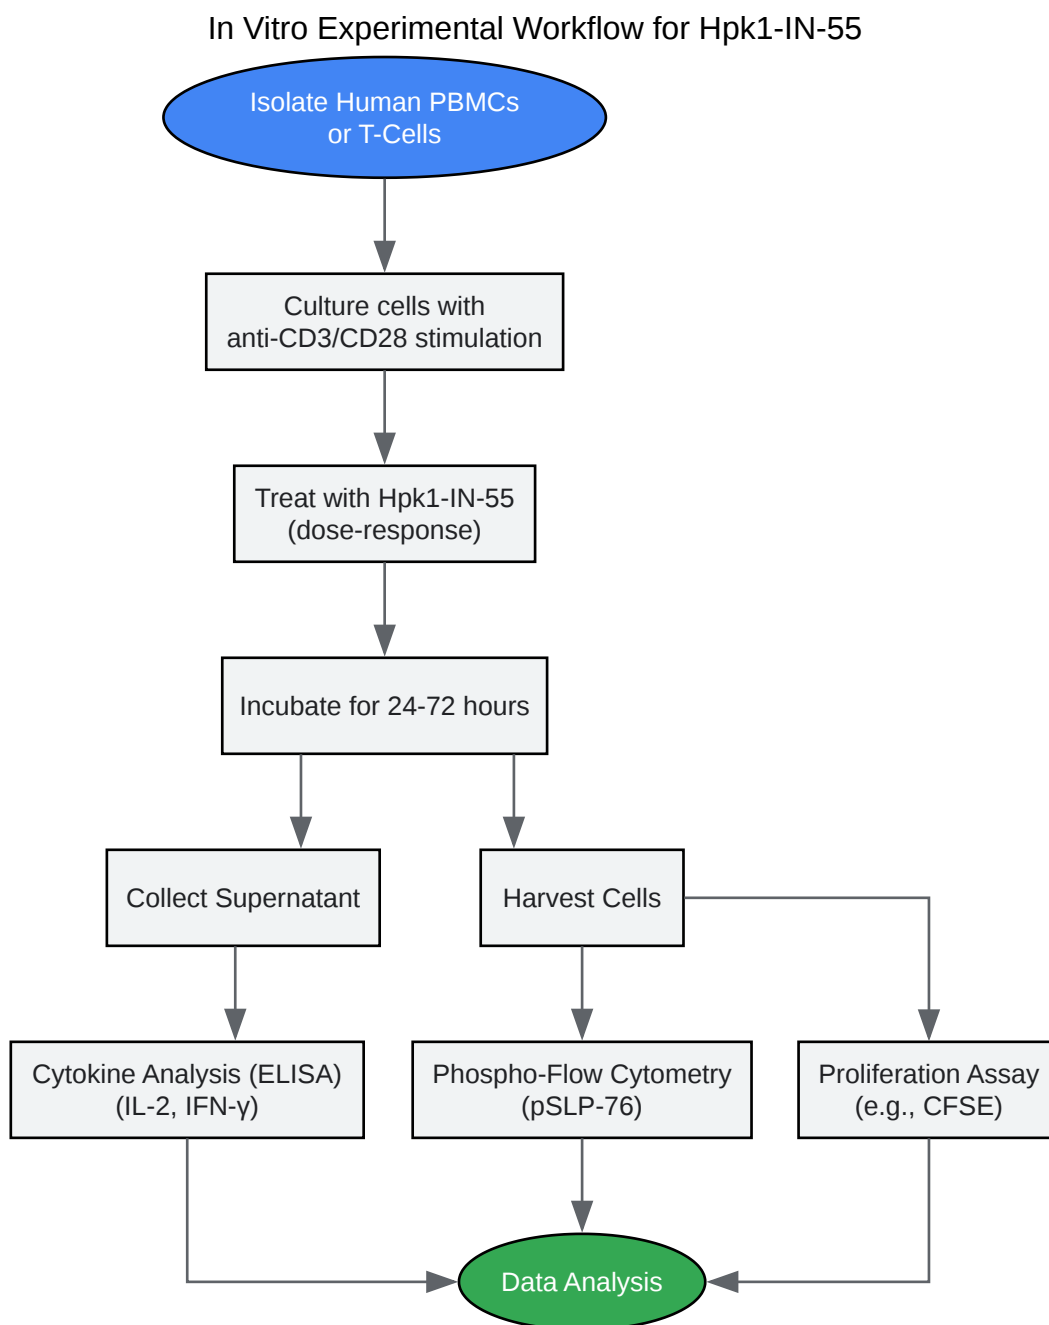 In Vitro Experimental Workflow for Hpk1-IN-55
Isolate Human PBMCs
or T-Cells
Culture cells with
anti-CD3/CD28 stimulation
Treat with Hpk1-IN-55
(dose-response)
Incubate for 24-72 hours
Collect Supernatant
Harvest Cells
Cytokine Analysis (ELISA)
(IL-2, IFN-γ)
Phospho-Flow Cytometry
(pSLP-76)
Proliferation Assay
(e.g., CFSE)
Data Analysis